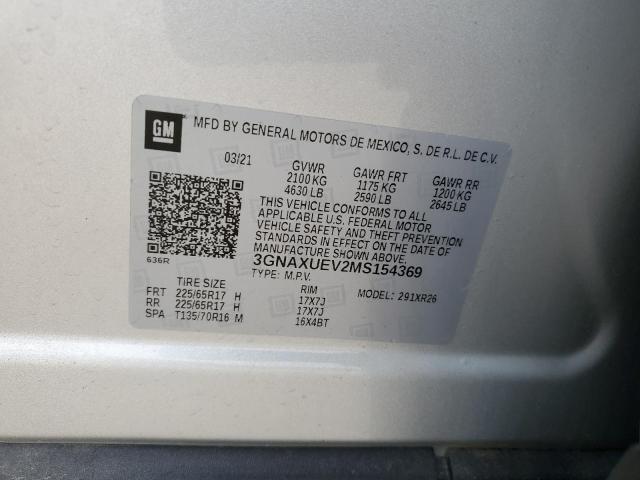 GM
MFD BY GENERAL MOTORS DE MEXICO, S. DE R.L. DE C.V.
03/21 GVWR GAWR FRT GAWR RR
2100 KG 1175 KG 1200 KG
4630 LB 2590 LB 2645 LB
THIS VEHICLE CONFORMS TO ALL
APPLICABLE U.S. FEDERAL MOTOR
VEHICLE SAFETY, BUMPER, AND THEFT
PREVENTION STANDARDS IN EFFECT ON THE DATE OF
MANUFACTURE SHOWN ABOVE.
636R 3GNAXUEV2MS154369
TYPE: M.P.V.
TIRE SIZE RIM MODEL: 291XR26
FRT 225/65R17 H 17X7J
RR 225/65R17 H 17X7J
SPA T135/70R16 M 16X4BT